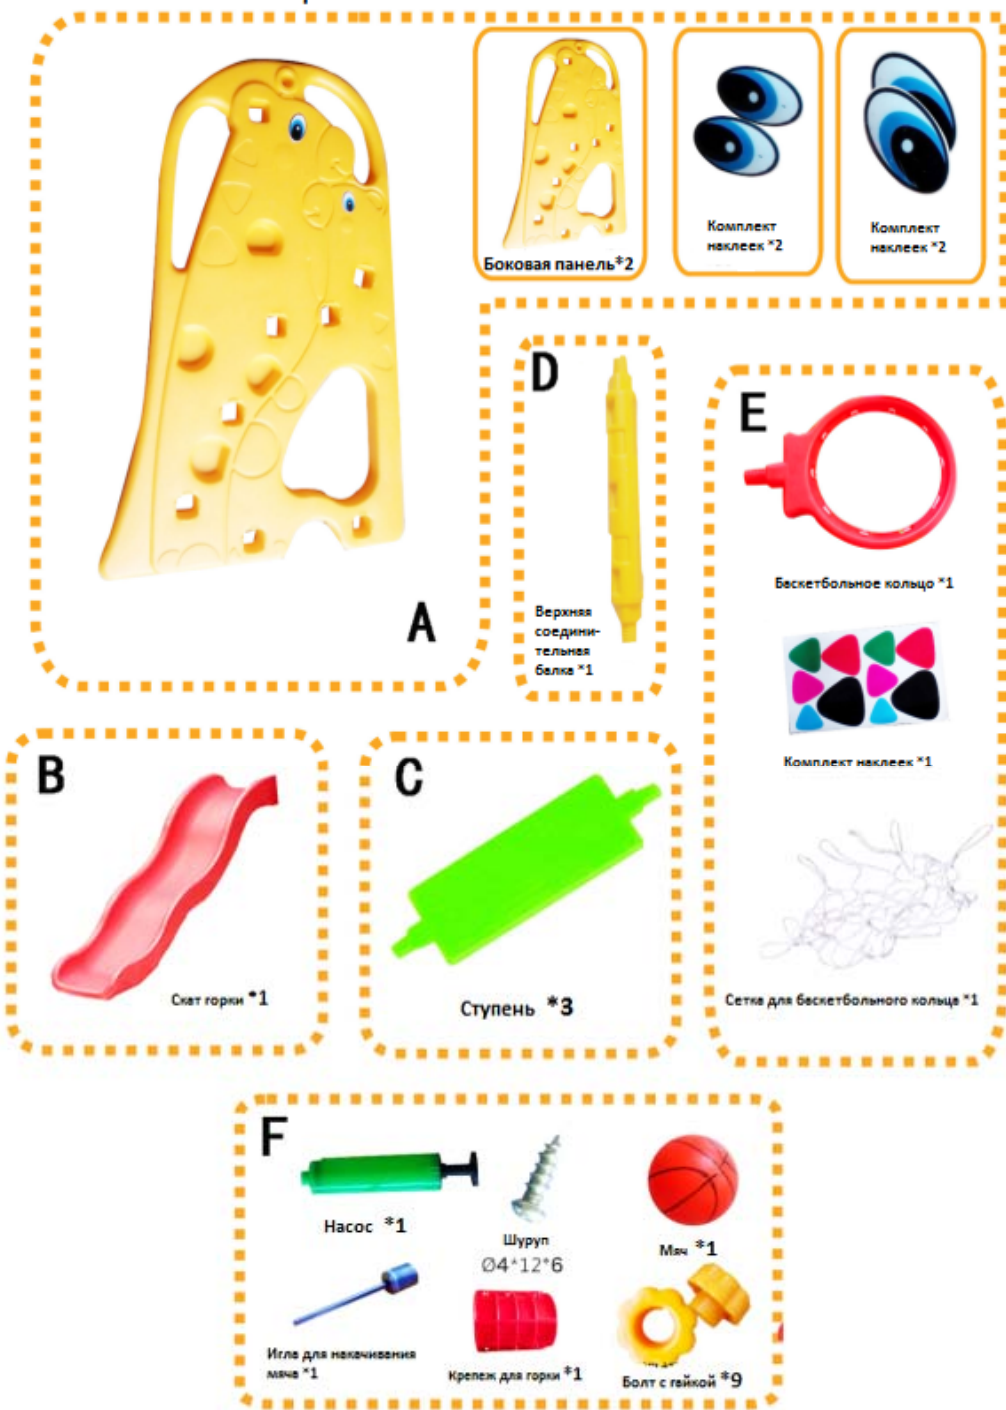 Боковая панель*2
Комплект
наклеек *2
Комплект
наклеек *2
A
D
Верхняя
соедини-
тельная
балка *1
E
Баскетбольное кольцо *1
Комплект наклеек *1
Сетка для баскетбольного кольца *1
B
Скат горки *1
C
Ступень *3
F
Насос *1
Шуруп
Ø4*12*6
Мяч *1
Игла для накачивания
мяча *1
Крепеж для горки *1
Болт с гайкой *9